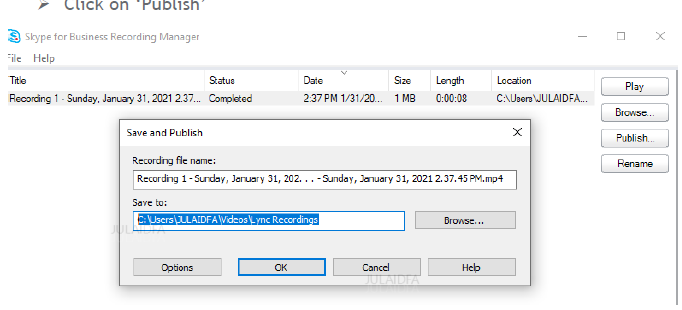 ➤ Click on ‘Publish’
Skype for Business Recording Manager
File Help
Title Status Date Size Length Location
Recording 1 - Sunday, January 31, 2021 2.37... Completed 2:37 PM 1/31/20... 1 MB 0:00:08 C:\Users\JULAIDFA...
Play
Browse...
Publish...
Rename
Save and Publish
Recording file name:
Recording 1 - Sunday, January 31, 202. . . - Sunday, January 31, 2021 2.37.45 PM.mp4
Save to:
C:\Users\JULAIDFA\Videos\Lync Recordings
Browse...
JULAIDFA
Options OK Cancel Help
JULAIDFA